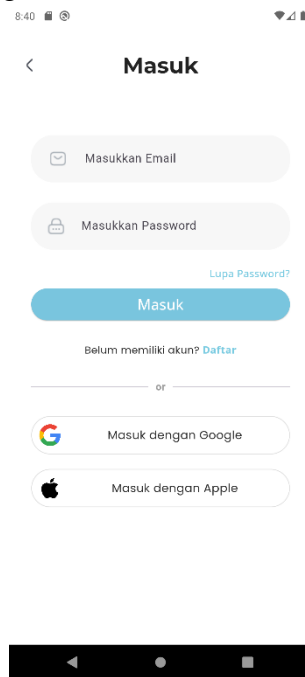 8:40
Masuk
Masukkan Email
Masukkan Password
Lupa Password?
Masuk
Belum memiliki akun? Daftar
or
Masuk dengan Google
Masuk dengan Apple